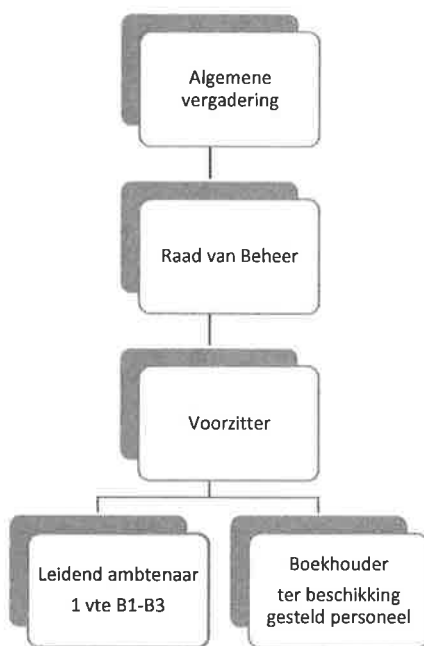 Algemene
vergadering
Raad van Beheer
Voorzitter
Leidend ambtenaar
1 vte B1-B3
Boekhouder
ter beschikking
gesteld personeel